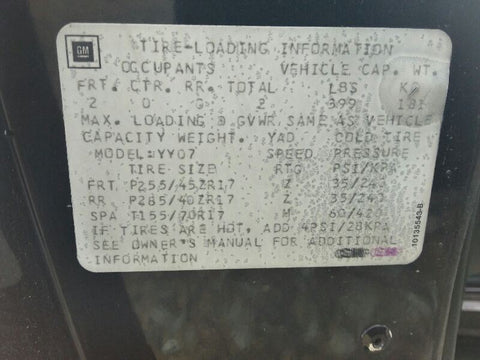 GM
TIRE-LOADING INFORMATION
OCCUPANTS VEHICLE CAP. WT.
FRT. CTR. RR. TOTAL LBS KG
2 0 0 2 399 181
MAX. LOADING @ GVWR SAME AS VEHICLE
CAPACITY WEIGHT. YAD COLD TIRE
MODEL:YY07 SPEED PRESSURE
TIRE SIZE RTG PSI/KPA
FRT P255/45ZR17 Z 35/240
RR P285/40ZR17 Z 35/240
SPA T155/70R17 M 60/420
IF TIRES ARE HOT, ADD 4PSI/28KPA
SEE OWNER'S MANUAL FOR ADDITIONAL
INFORMATION
10135543-B